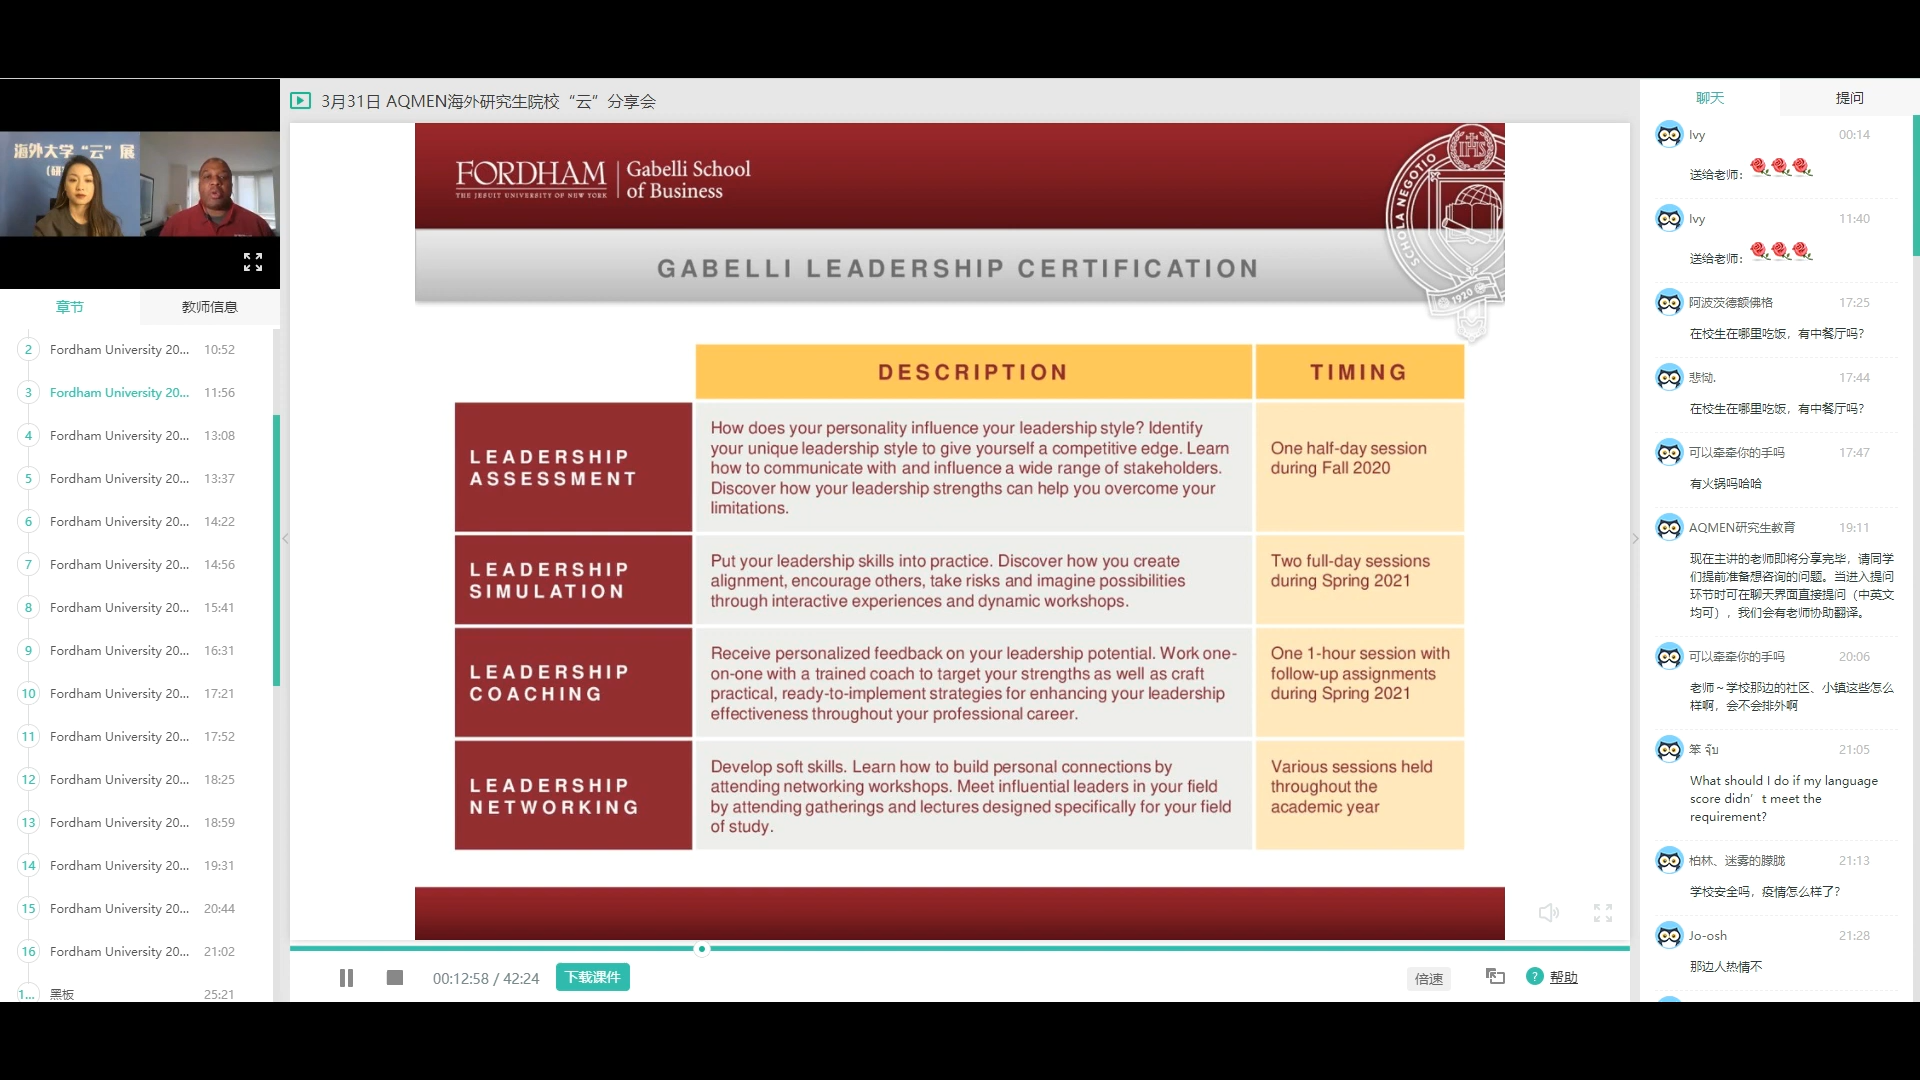 海外大学“云”展
3月31日 AQMEN海外研究生院校“云”分享会
章节
教师信息
2 Fordham University 20... 10:52
3 Fordham University 20... 11:56
4 Fordham University 20... 13:08
5 Fordham University 20... 13:37
6 Fordham University 20... 14:22
7 Fordham University 20... 14:56
8 Fordham University 20... 15:41
9 Fordham University 20... 16:31
10 Fordham University 20... 17:21
11 Fordham University 20... 17:52
12 Fordham University 20... 18:25
13 Fordham University 20... 18:59
14 Fordham University 20... 19:31
15 Fordham University 20... 20:44
16 Fordham University 20... 21:02
1... 黑板 25:21
FORDHAM
THE JESUIT UNIVERSITY OF NEW YORK
Gabelli School
of Business
SCHOLA NEGOTIO
IHS
1920
GABELLI LEADERSHIP CERTIFICATION
DESCRIPTION
TIMING
LEADERSHIP
ASSESSMENT
How does your personality influence your leadership style? Identify
your unique leadership style to give yourself a competitive edge. Learn
how to communicate with and influence a wide range of stakeholders.
Discover how your leadership strengths can help you overcome your
limitations.
One half-day session
during Fall 2020
LEADERSHIP
SIMULATION
Put your leadership skills into practice. Discover how you create
alignment, encourage others, take risks and imagine possibilities
through interactive experiences and dynamic workshops.
Two full-day sessions
during Spring 2021
LEADERSHIP
COACHING
Receive personalized feedback on your leadership potential. Work one-
on-one with a trained coach to target your strengths as well as craft
practical, ready-to-implement strategies for enhancing your leadership
effectiveness throughout your professional career.
One 1-hour session with
follow-up assignments
during Spring 2021
LEADERSHIP
NETWORKING
Develop soft skills. Learn how to build personal connections by
attending networking workshops. Meet influential leaders in your field
by attending gatherings and lectures designed specifically for your field
of study.
Various sessions held
throughout the
academic year
00:12:58 / 42:24
下载课件
倍速
? 帮助
聊天
提问
Ivy 00:14
送给老师:
Ivy 11:40
送给老师:
阿波茨德额佛格 17:25
在校生在哪里吃饭，有中餐厅吗?
悲恸. 17:44
在校生在哪里吃饭，有中餐厅吗?
可以牵牵你的手吗 17:47
有火锅吗哈哈
AQMEN研究生教育 19:11
现在主讲的老师即将分享完毕，请同学
们提前准备想咨询的问题。当进入提问
环节时可在聊天界面直接提问（中英文
均可），我们会有老师协助翻译。
可以牵牵你的手吗 20:06
老师～学校那边的社区、小镇这些怎么
样啊，会不会排外啊
笨 จุ้บ 21:05
What should I do if my language
score didn’t meet the
requirement?
柏林、迷雾的朦胧 21:13
学校安全吗，疫情怎么样了?
Jo-osh 21:28
那边人热情不